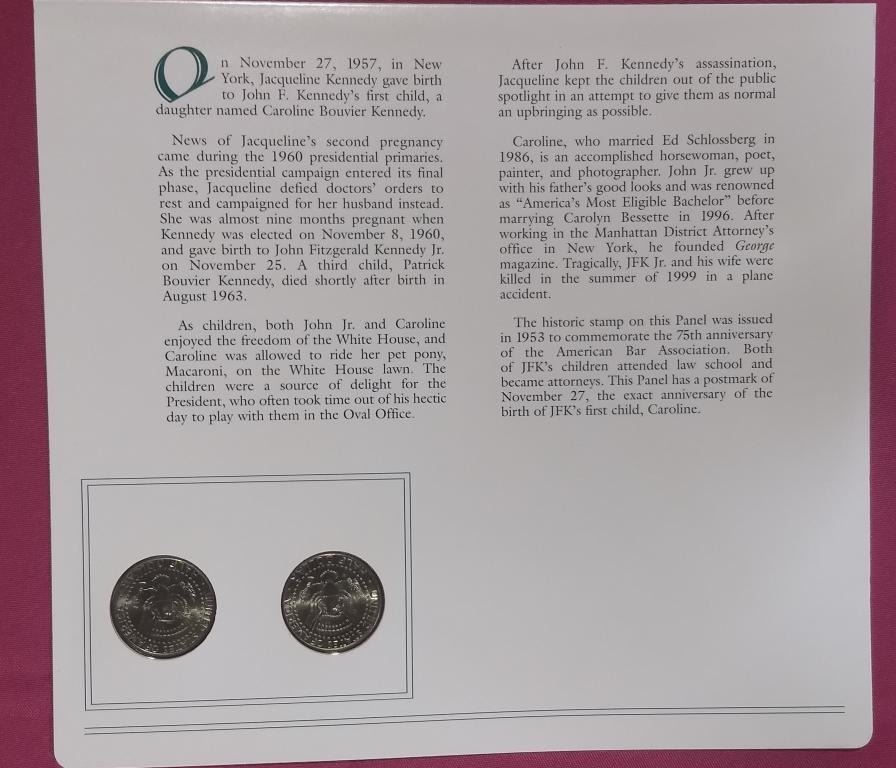 On November 27, 1957, in New
York, Jacqueline Kennedy gave birth
to John F. Kennedy's first child, a
daughter named Caroline Bouvier Kennedy.
News of Jacqueline's second pregnancy
came during the 1960 presidential primaries.
As the presidential campaign entered its final
phase, Jacqueline defied doctors' orders to
rest and campaigned for her husband instead.
She was almost nine months pregnant when
Kennedy was elected on November 8, 1960,
and gave birth to John Fitzgerald Kennedy Jr.
on November 25. A third child, Patrick
Bouvier Kennedy, died shortly after birth in
August 1963.
As children, both John Jr. and Caroline
enjoyed the freedom of the White House, and
Caroline was allowed to ride her pet pony,
Macaroni, on the White House lawn. The
children were a source of delight for the
President, who often took time out of his hectic
day to play with them in the Oval Office.
After John F. Kennedy's assassination,
Jacqueline kept the children out of the public
spotlight in an attempt to give them as normal
an upbringing as possible.
Caroline, who married Ed Schlossberg in
1986, is an accomplished horsewoman, poet,
painter, and photographer. John Jr. grew up
with his father's good looks and was renowned
as "America's Most Eligible Bachelor" before
marrying Carolyn Bessette in 1996. After
working in the Manhattan District Attorney's
office in New York, he founded George
magazine. Tragically, JFK Jr. and his wife were
killed in the summer of 1999 in a plane
accident.
The historic stamp on this Panel was issued
in 1953 to commemorate the 75th anniversary
of the American Bar Association. Both
of JFK's children attended law school and
became attorneys. This Panel has a postmark of
November 27, the exact anniversary of the
birth of JFK's first child, Caroline.